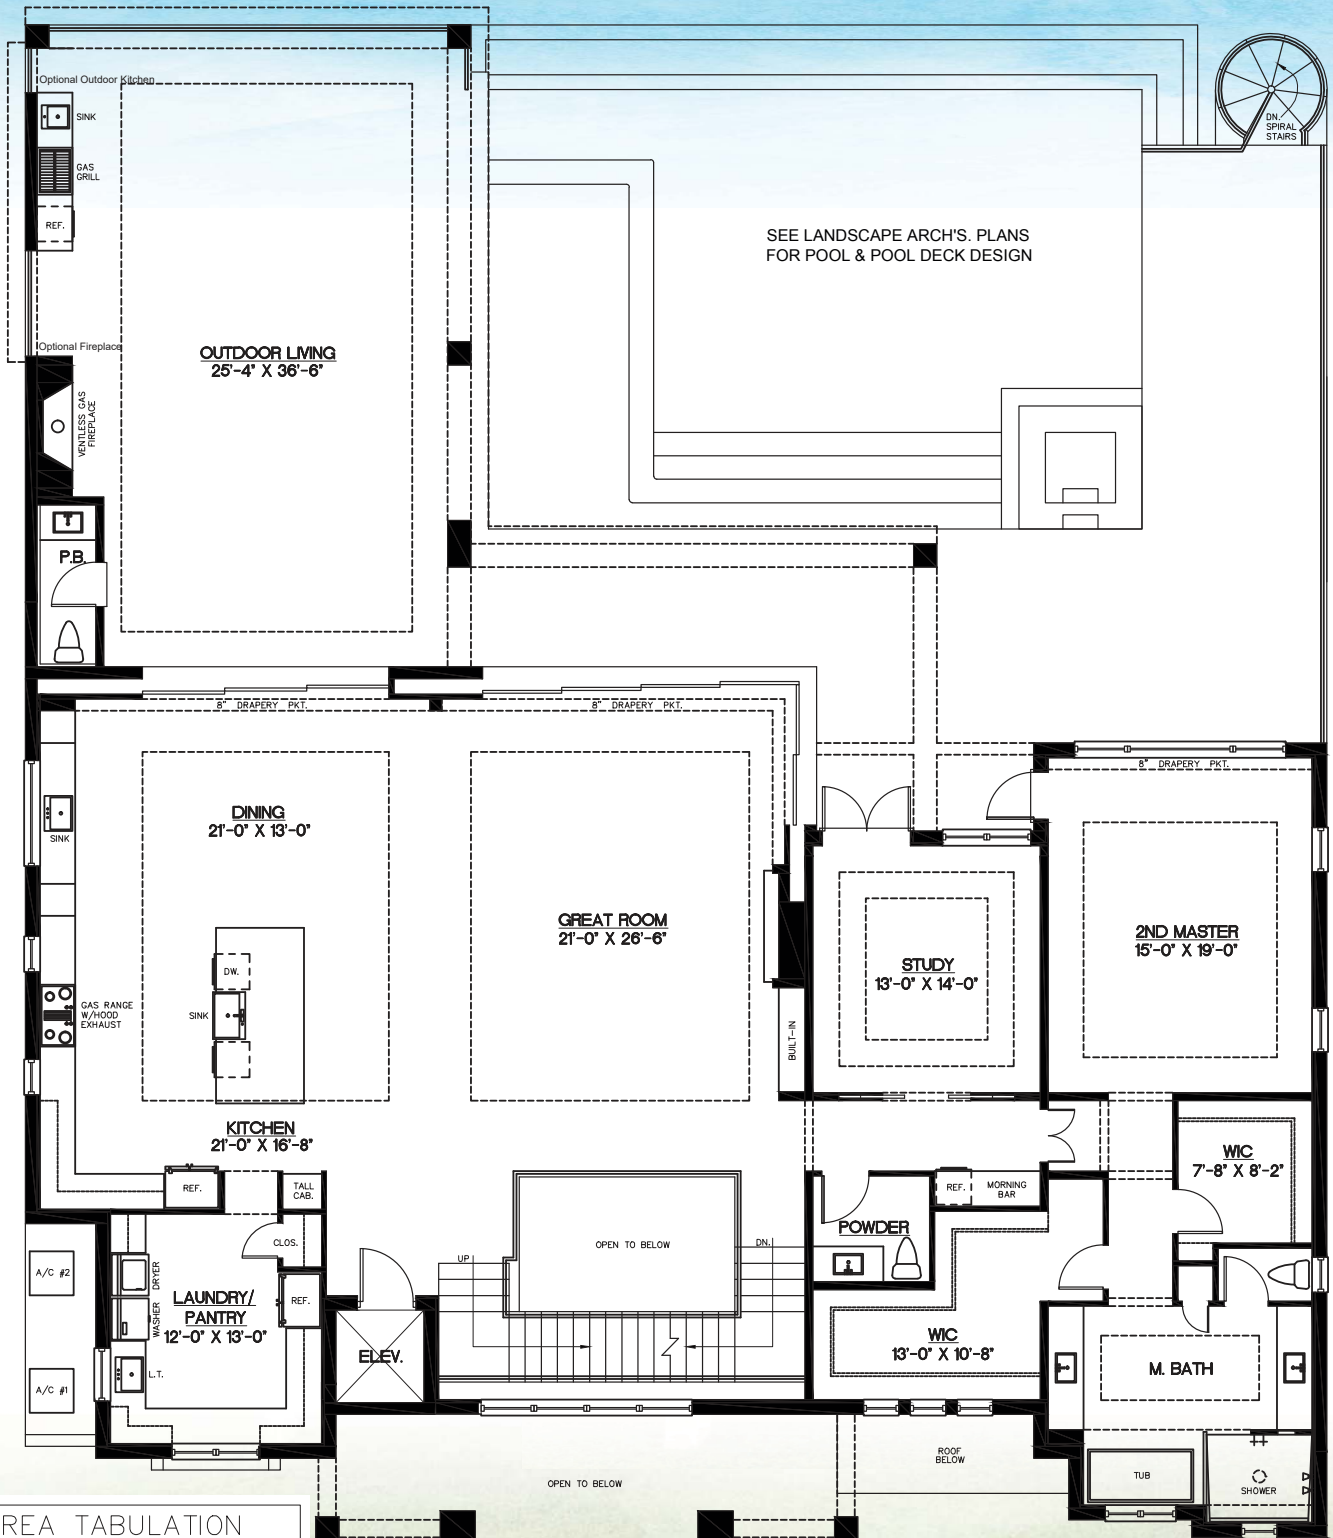 Optional Outdoor Kitchen
SINK
GAS
GRILL
REF.
DN.
SPIRAL
STAIRS
SEE LANDSCAPE ARCH'S. PLANS
FOR POOL & POOL DECK DESIGN
Optional Fireplace
OUTDOOR LIVING
25'-4" X 36'-6"
VENTLESS GAS
FIREPLACE
P.B.
8" DRAPERY PKT.
8" DRAPERY PKT.
8" DRAPERY PKT.
DINING
21'-0" X 13'-0"
SINK
GREAT ROOM
21'-0" X 26'-6"
2ND MASTER
15'-0" X 19'-0"
STUDY
13'-0" X 14'-0"
DW.
SINK
GAS RANGE
W/HOOD
EXHAUST
BUILT-IN
KITCHEN
21'-0" X 16'-8"
WIC
7'-8" X 8'-2"
REF.
TALL
CAB.
REF.
MORNING
BAR
POWDER
CLOS.
OPEN TO BELOW
UP
DN.
A/C #2
DRYER
WASHER
LAUNDRY/
PANTRY
12'-0" X 13'-0"
REF.
ELEV.
WIC
13'-0" X 10'-8"
M. BATH
L.T.
A/C #1
ROOF
BELOW
OPEN TO BELOW
TUB
SHOWER
REA TABULATION